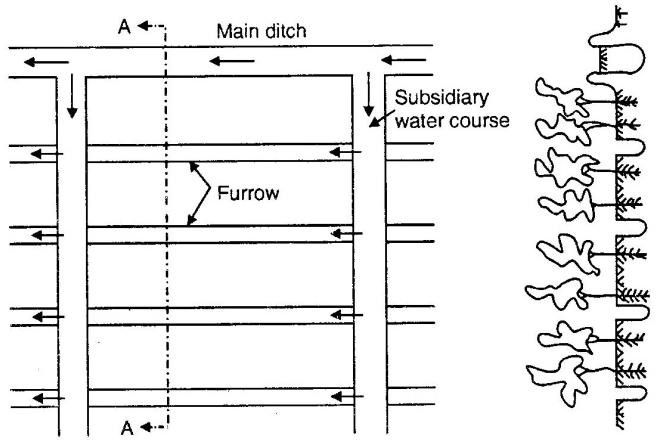 A
Main ditch
Subsidiary
water course
Furrow
A